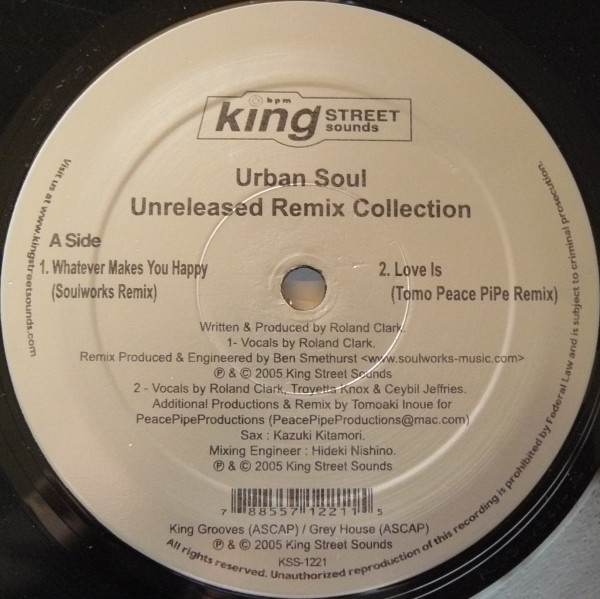 bpm
king STREET sounds
Urban Soul
Unreleased Remix Collection
A Side
1. Whatever Makes You Happy
(Soulworks Remix)
2. Love Is
(Tomo Peace PiPe Remix)
Written & Produced by Roland Clark.
1- Vocals by Roland Clark.
Remix Produced & Engineered by Ben Smethurst <www.soulworks-music.com>
℗ & © 2005 King Street Sounds
2 - Vocals by Roland Clark, Troyetta Knox & Ceybil Jeffries.
Additional Productions & Remix by Tomoaki Inoue for
PeacePipeProductions (PeacePipeProductions@mac.com)
Sax : Kazuki Kitamori.
Mixing Engineer : Hideki Nishino.
℗ & © 2005 King Street Sounds
7 88557 12211 5
King Grooves (ASCAP) / Grey House (ASCAP)
℗ & © 2005 King Street Sounds
KSS-1221
Visit us at www.kingstreetsounds.com
All rights reserved. Unauthorized reproduction of this recording is prohibited by Federal Law and is subject to criminal prosecution.